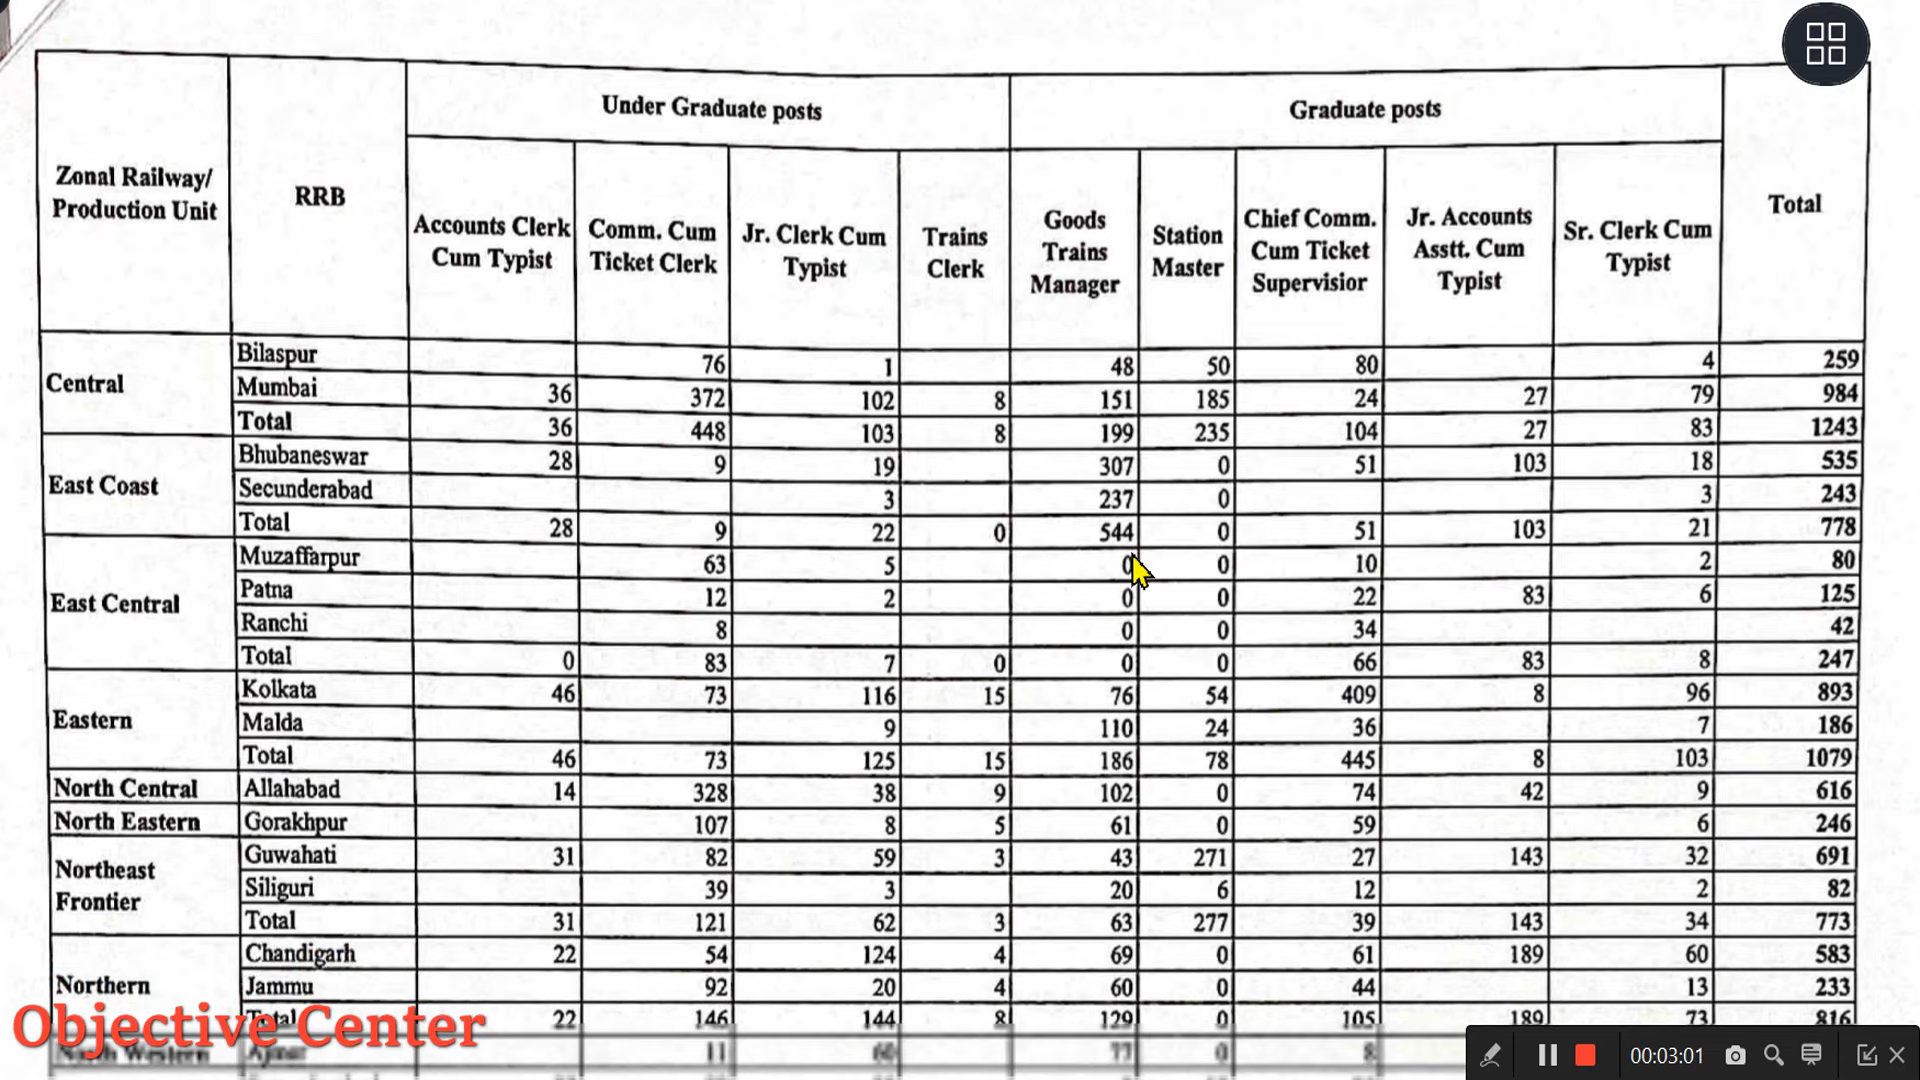 Under Graduate posts Graduate posts
Zonal Railway/ Production Unit RRB Accounts Clerk Cum Typist Comm. Cum Ticket Clerk Jr. Clerk Cum Typist Trains Clerk Goods Trains Manager Station Master Chief Comm. Cum Ticket Supervisior Jr. Accounts Asstt. Cum Typist Sr. Clerk Cum Typist Total
Central Bilaspur 76 1 48 50 80 4 259
Mumbai 36 372 102 8 151 185 24 27 79 984
Total 36 448 103 8 199 235 104 27 83 1243
East Coast Bhubaneswar 28 9 19 307 0 51 103 18 535
Secunderabad 3 237 0 3 243
Total 28 9 22 0 544 0 51 103 21 778
East Central Muzaffarpur 63 5 0 0 10 2 80
Patna 12 2 0 0 22 83 6 125
Ranchi 8 0 0 34 42
Total 0 83 7 0 0 0 66 83 8 247
Eastern Kolkata 46 73 116 15 76 54 409 8 96 893
Malda 9 110 24 36 7 186
Total 46 73 125 15 186 78 445 8 103 1079
North Central Allahabad 14 328 38 9 102 0 74 42 9 616
North Eastern Gorakhpur 107 8 5 61 0 59 6 246
Northeast Frontier Guwahati 31 82 59 3 43 271 27 143 32 691
Siliguri 39 3 20 6 12 2 82
Total 31 121 62 3 63 277 39 143 34 773
Northern Chandigarh 22 54 124 4 69 0 61 189 60 583
Jammu 92 20 4 60 0 44 13 233
Total 22 146 144 8 129 0 105 189 73 816
North Western 11 60 77 0 8
Objective Center
00:03:01